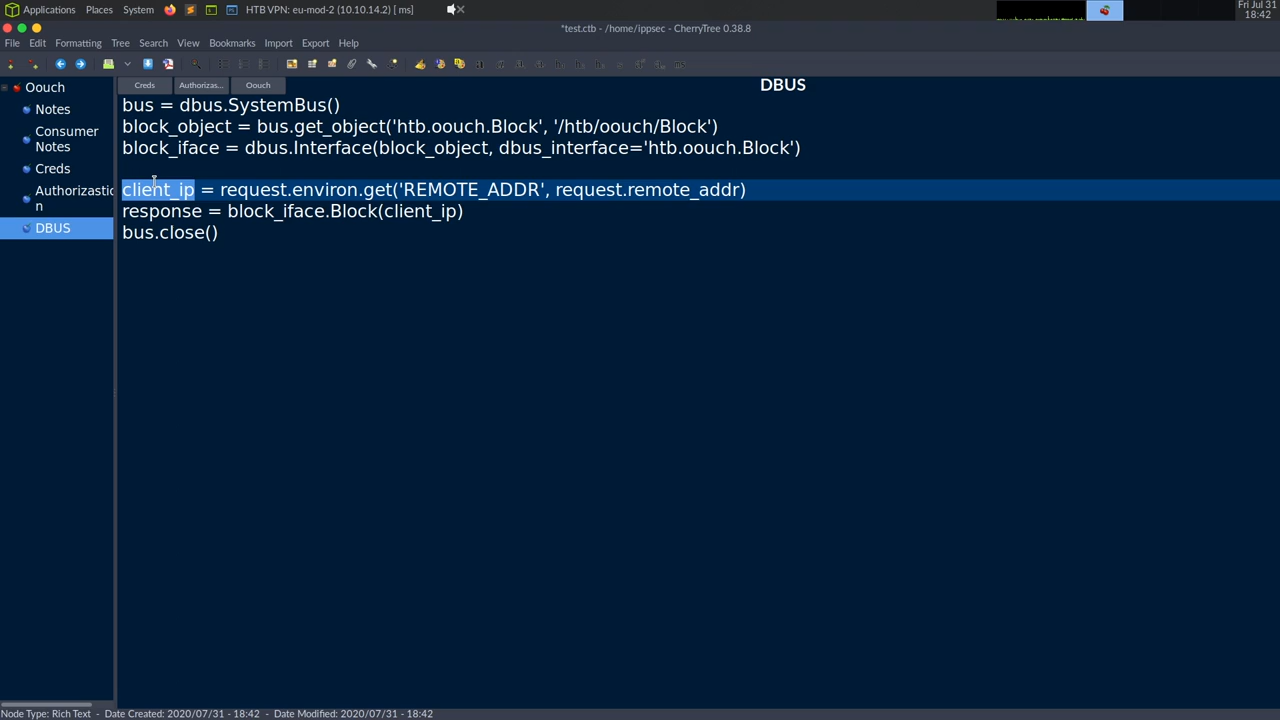 Applications Places System HTB VPN: eu-mod-2 (10.10.14.2) [ ms] Fri Jul 31
18:42
*test.ctb - /home/ippsec - CherryTree 0.38.8
File Edit Formatting Tree Search View Bookmarks Import Export Help
Creds Authorizas... Oouch
DBUS
Oouch
Notes
Consumer
Notes
Creds
Authorizastio
n
DBUS
bus = dbus.SystemBus()
block_object = bus.get_object('htb.oouch.Block', '/htb/oouch/Block')
block_iface = dbus.Interface(block_object, dbus_interface='htb.oouch.Block')
client_ip = request.environ.get('REMOTE_ADDR', request.remote_addr)
response = block_iface.Block(client_ip)
bus.close()
Node Type: Rich Text - Date Created: 2020/07/31 - 18:42 - Date Modified: 2020/07/31 - 18:42